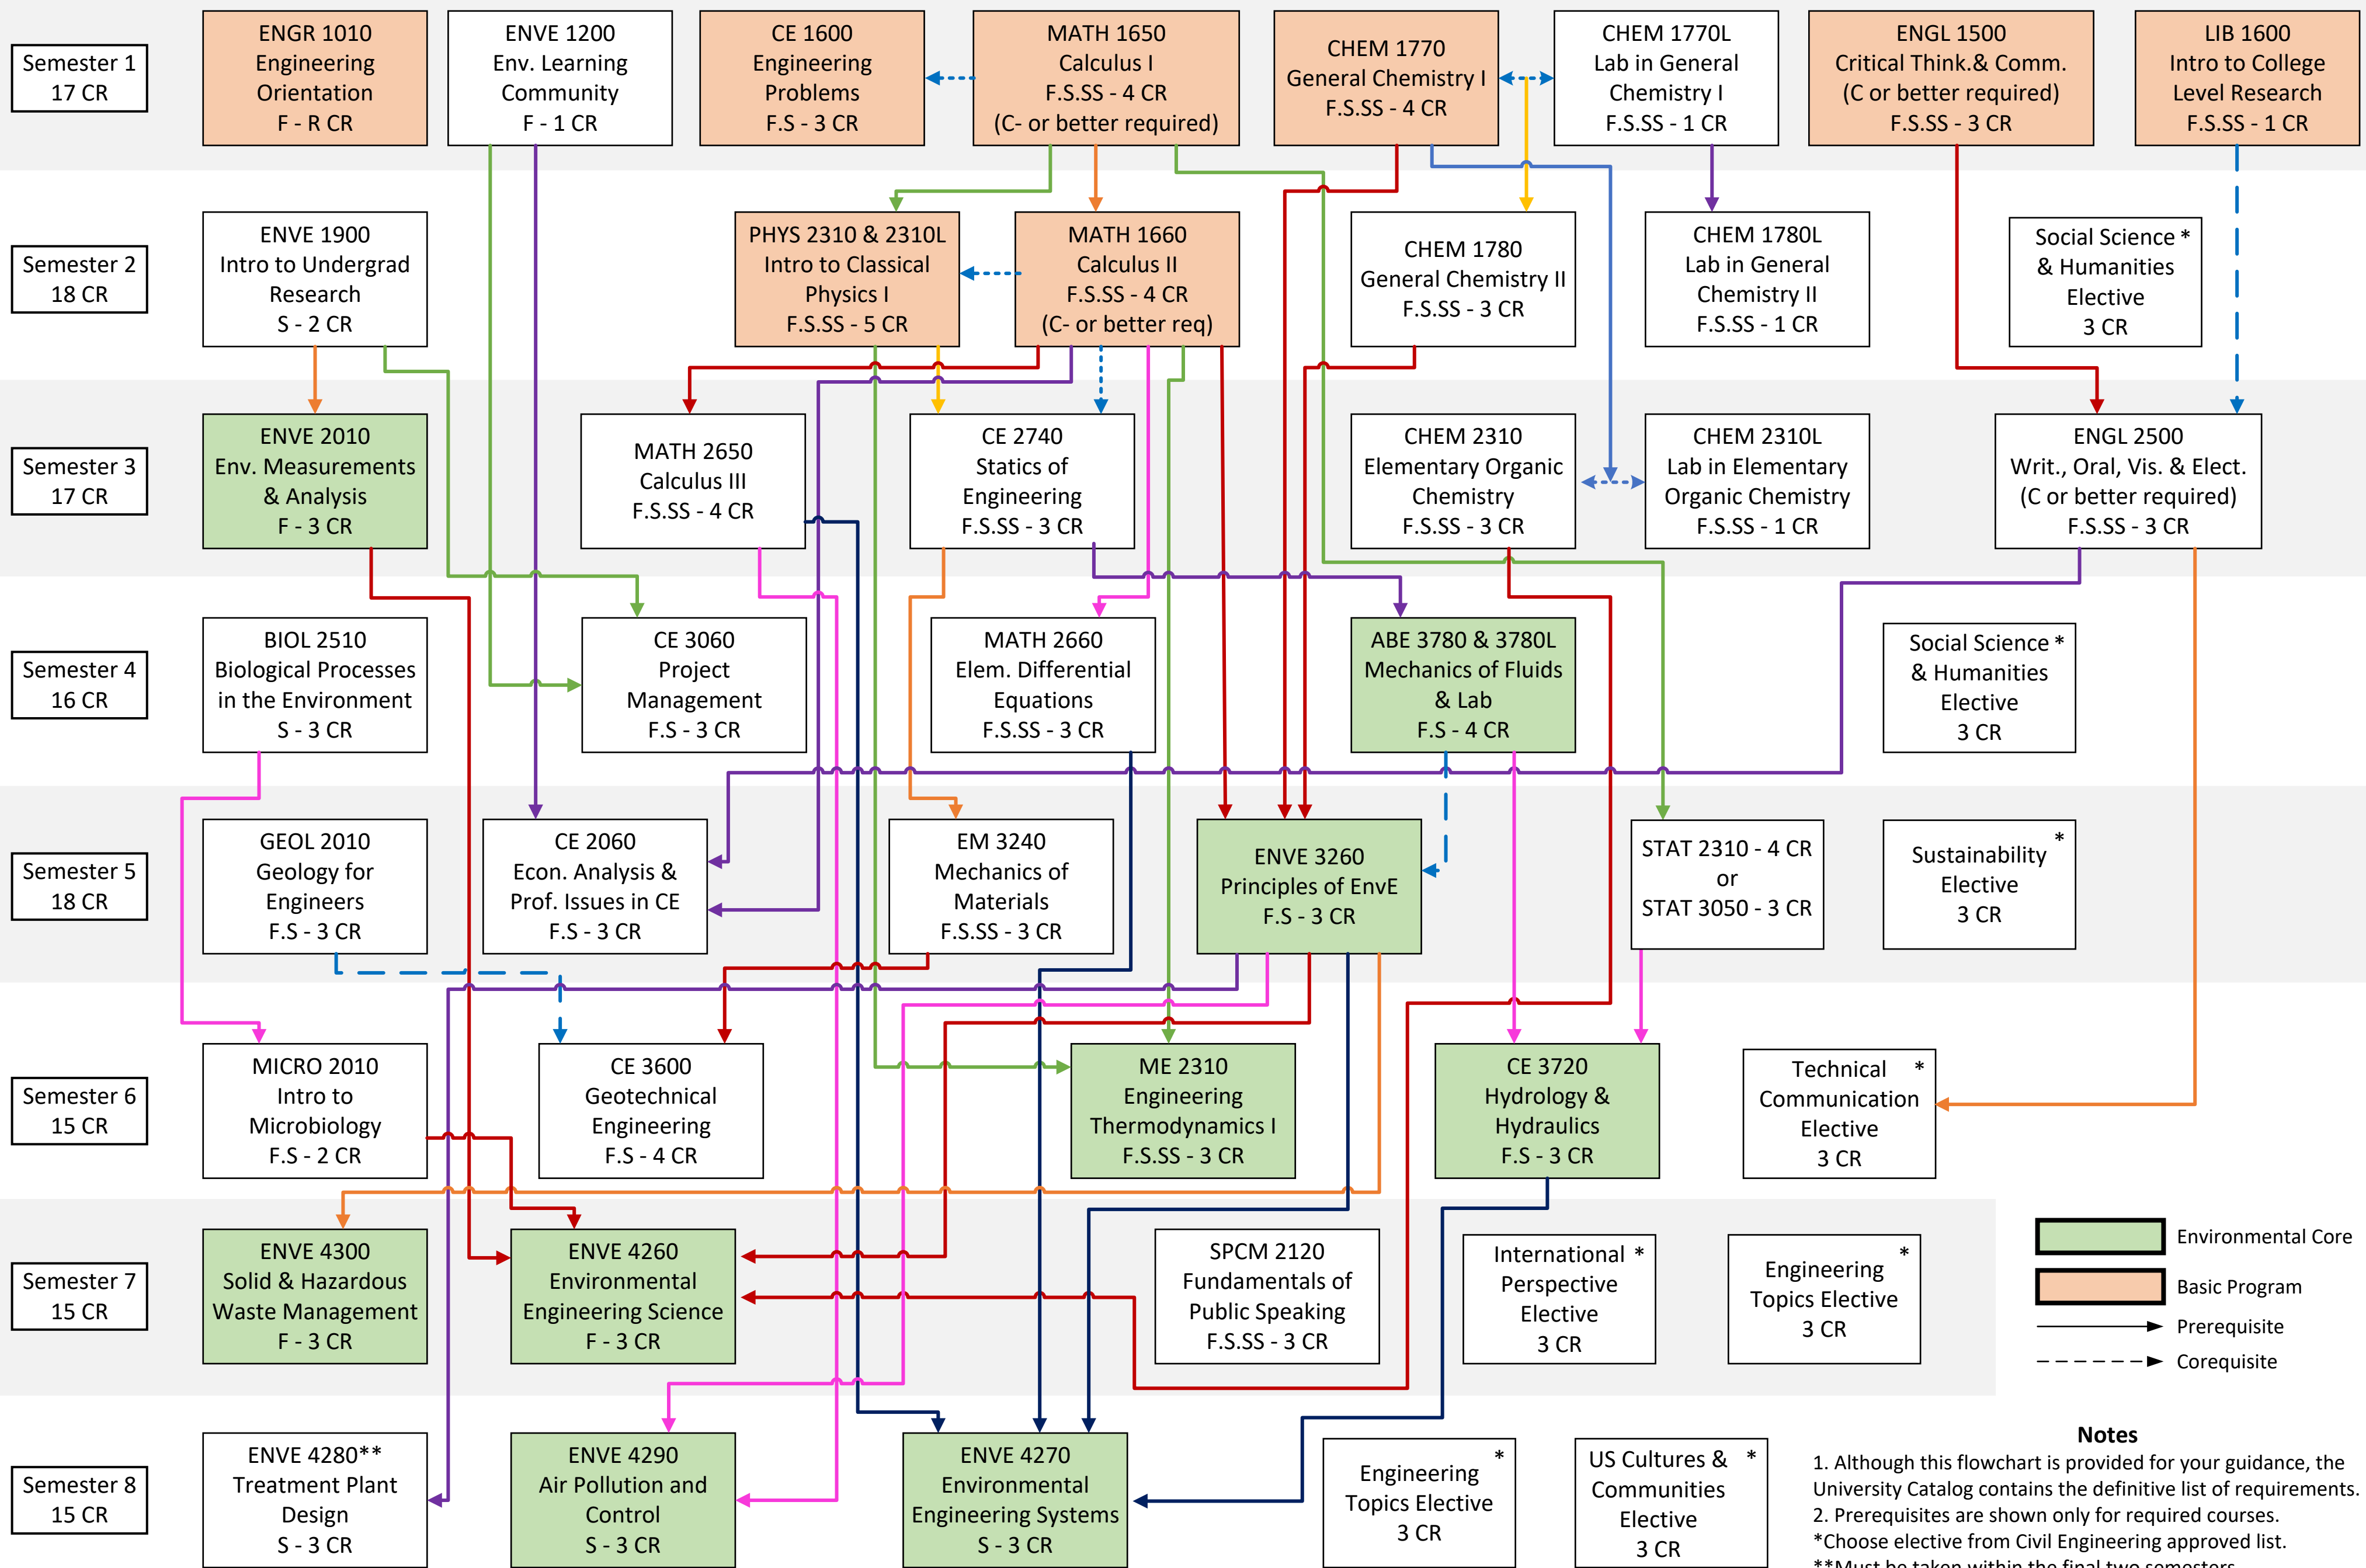 Semester 1
17 CR
ENGR 1010
Engineering
Orientation
F - R CR
ENVE 1200
Env. Learning
Community
F - 1 CR
CE 1600
Engineering
Problems
F.S - 3 CR
MATH 1650
Calculus I
F.S.SS - 4 CR
(C- or better required)
CHEM 1770
General Chemistry I
F.S.SS - 4 CR
CHEM 1770L
Lab in General
Chemistry I
F.S.SS - 1 CR
ENGL 1500
Critical Think.& Comm.
(C or better required)
F.S.SS - 3 CR
LIB 1600
Intro to College
Level Research
F.S.SS - 1 CR
Semester 2
18 CR
ENVE 1900
Intro to Undergrad
Research
S - 2 CR
PHYS 2310 & 2310L
Intro to Classical
Physics I
F.S.SS - 5 CR
MATH 1660
Calculus II
F.S.SS - 4 CR
(C- or better req)
CHEM 1780
General Chemistry II
F.S.SS - 3 CR
CHEM 1780L
Lab in General
Chemistry II
F.S.SS - 1 CR
Social Science *
& Humanities
Elective
3 CR
Semester 3
17 CR
ENVE 2010
Env. Measurements
& Analysis
F - 3 CR
MATH 2650
Calculus III
F.S.SS - 4 CR
CE 2740
Statics of
Engineering
F.S.SS - 3 CR
CHEM 2310
Elementary Organic
Chemistry
F.S.SS - 3 CR
CHEM 2310L
Lab in Elementary
Organic Chemistry
F.S.SS - 1 CR
ENGL 2500
Writ., Oral, Vis. & Elect.
(C or better required)
F.S.SS - 3 CR
Semester 4
16 CR
BIOL 2510
Biological Processes
in the Environment
S - 3 CR
CE 3060
Project
Management
F.S - 3 CR
MATH 2660
Elem. Differential
Equations
F.S.SS - 3 CR
ABE 3780 & 3780L
Mechanics of Fluids
& Lab
F.S - 4 CR
Social Science *
& Humanities
Elective
3 CR
Semester 5
18 CR
GEOL 2010
Geology for
Engineers
F.S - 3 CR
CE 2060
Econ. Analysis &
Prof. Issues in CE
F.S - 3 CR
EM 3240
Mechanics of
Materials
F.S.SS - 3 CR
ENVE 3260
Principles of EnvE
F.S - 3 CR
STAT 2310 - 4 CR
or
STAT 3050 - 3 CR
*
Sustainability
Elective
3 CR
Semester 6
15 CR
MICRO 2010
Intro to
Microbiology
F.S - 2 CR
CE 3600
Geotechnical
Engineering
F.S - 4 CR
ME 2310
Engineering
Thermodynamics I
F.S.SS - 3 CR
CE 3720
Hydrology &
Hydraulics
F.S - 3 CR
Technical *
Communication
Elective
3 CR
Semester 7
15 CR
ENVE 4300
Solid & Hazardous
Waste Management
F - 3 CR
ENVE 4260
Environmental
Engineering Science
F - 3 CR
SPCM 2120
Fundamentals of
Public Speaking
F.S.SS - 3 CR
International *
Perspective
Elective
3 CR
*
Engineering
Topics Elective
3 CR
Environmental Core
Basic Program
Prerequisite
Corequisite
Semester 8
15 CR
ENVE 4280**
Treatment Plant
Design
S - 3 CR
ENVE 4290
Air Pollution and
Control
S - 3 CR
ENVE 4270
Environmental
Engineering Systems
S - 3 CR
*
Engineering
Topics Elective
3 CR
US Cultures & *
Communities
Elective
3 CR
Notes
1. Although this flowchart is provided for your guidance, the
University Catalog contains the definitive list of requirements.
2. Prerequisites are shown only for required courses.
*Choose elective from Civil Engineering approved list.
**Must be taken within the final two semesters